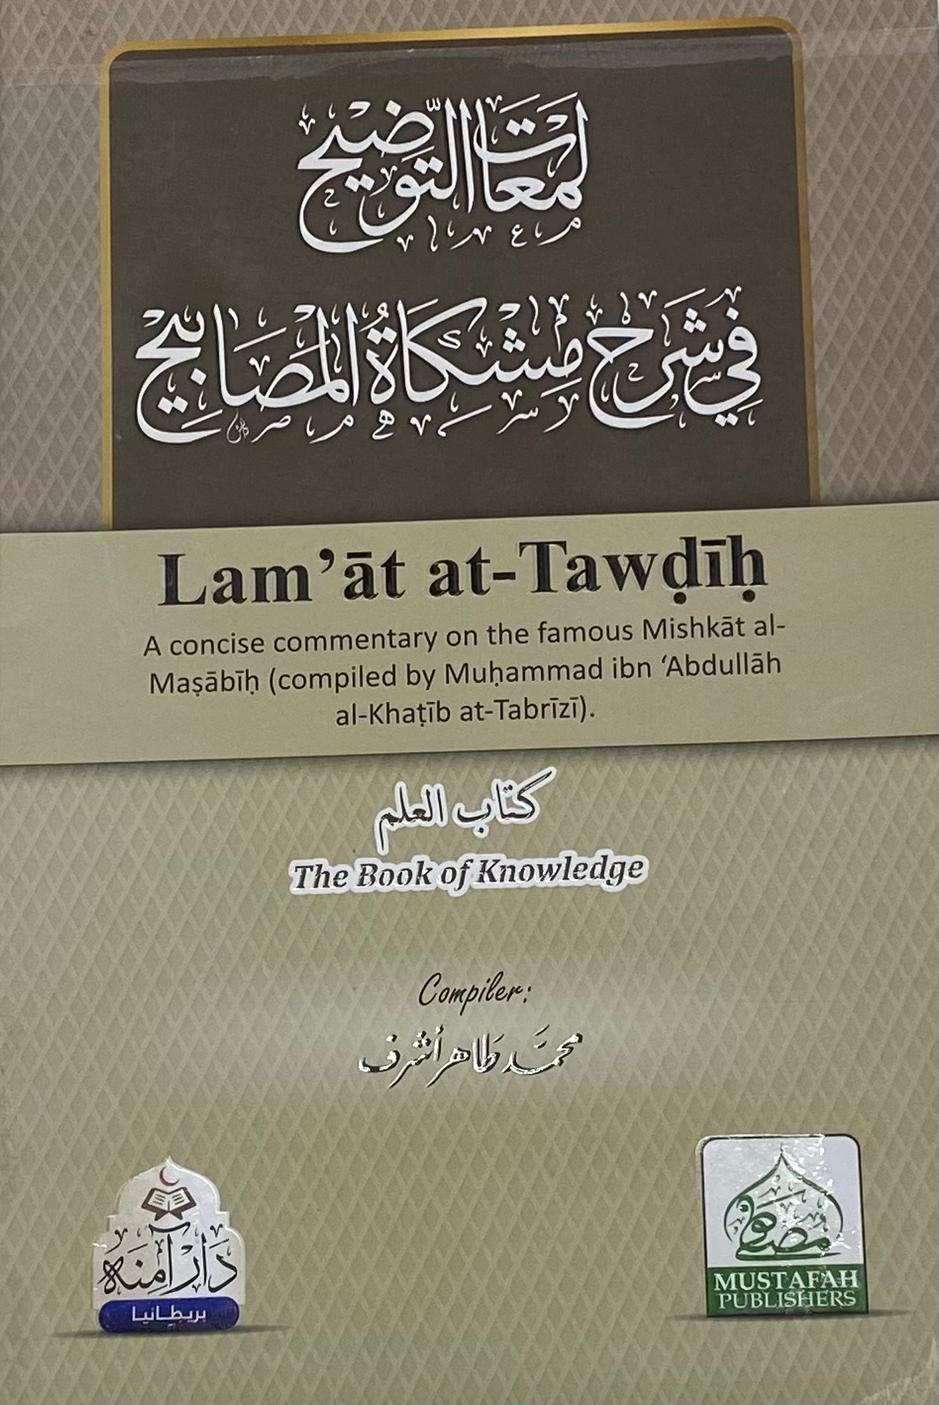 لمعات التوضيح
في شرح مشكاة المصابيح
Lam’āt at-Tawḍīḥ
A concise commentary on the famous Mishkāt al-
Maṣābīḥ (compiled by Muḥammad ibn ‘Abdullāh
al-Khaṭīb at-Tabrīzī).
كتاب العلم
The Book of Knowledge
Compiler:
محمد طاهر أشرف
دار آمنه
بريطانيا
مصطفى
MUSTAFAH
PUBLISHERS